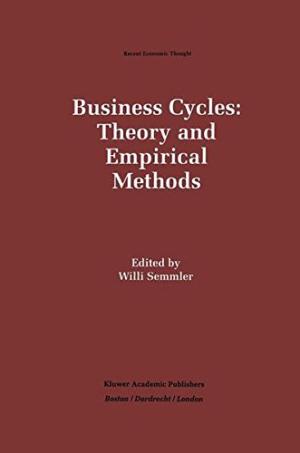 Recent Economic Thought
Business Cycles:
Theory and
Empirical
Methods
Edited by
Willi Semmler
Kluwer Academic Publishers
Boston / Dordrecht / London